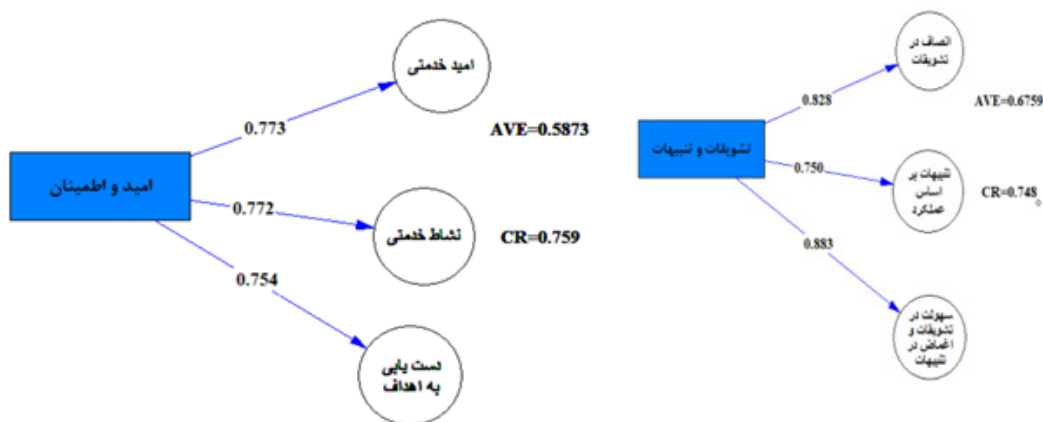 امید خدمتی
0.773
AVE=0.5873
امید و اطمینان
0.772
نشاط خدمتی
CR=0.759
0.754
دست یابی
به اهداف
انصاف در
تشویقات
0.828
AVE=0.6759
تشویقات و تنبیهات
0.750
تنبیهات بر
اساس
عملکرد
CR=0.748
0
0.883
سهولت در
تشویقات و
اغماض در
تنبیهات